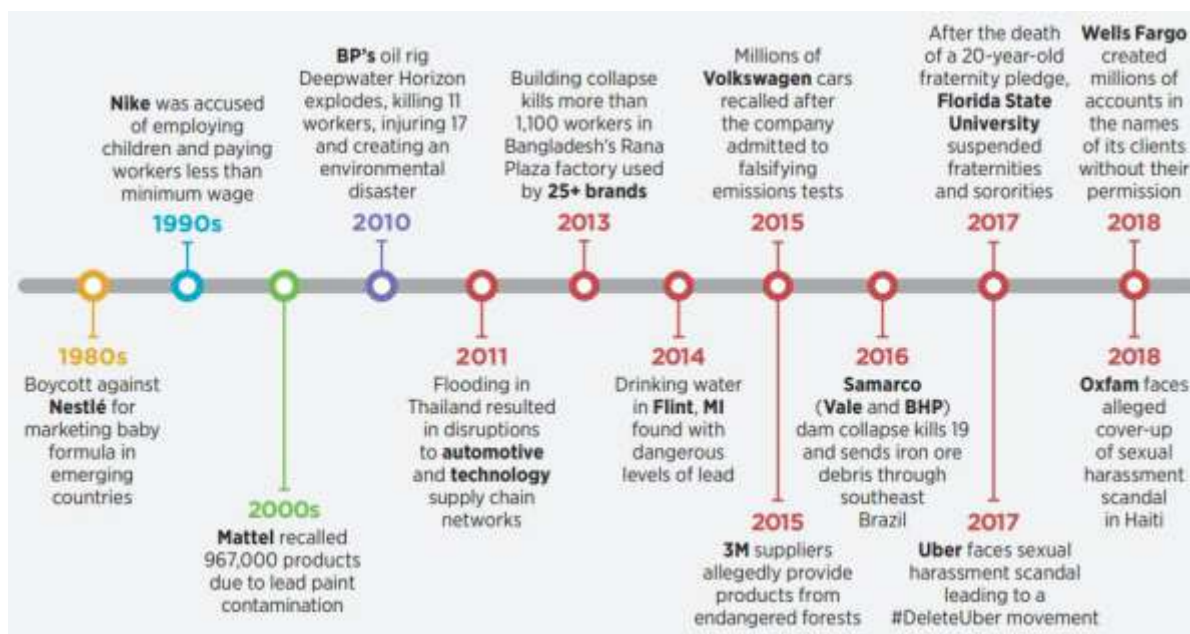 Nike was accused
of employing
children and paying
workers less than
minimum wage
1990s
BP's oil rig
Deepwater Horizon
explodes, killing 11
workers, injuring 17
and creating an
environmental
disaster
2010
Building collapse
kills more than
1,100 workers in
Bangladesh's Rana
Plaza factory used
by 25+ brands
2013
Millions of
Volkswagen cars
recalled after
the company
admitted to
falsifying
emissions tests
2015
After the death
of a 20-year-old
fraternity pledge,
Florida State
University
suspended
fraternities
and sororities
2017
Wells Fargo
created
millions of
accounts in
the names
of its clients
without their
permission
2018
1980s
Boycott against
Nestlé for
marketing baby
formula in
emerging
countries
2000s
Mattel recalled
967,000 products
due to lead paint
contamination
2011
Flooding in
Thailand resulted
in disruptions
to automotive
and technology
supply chain
networks
2014
Drinking water
in Flint, MI
found with
dangerous
levels of lead
2015
3M suppliers
allegedly provide
products from
endangered forests
2016
Samarco
(Vale and BHP)
dam collapse kills 19
and sends iron ore
debris through
southeast
Brazil
2017
Uber faces sexual
harassment scandal
leading to a
#DeleteUber movement
2018
Oxfam faces
alleged
cover-up
of sexual
harassment
scandal
in Haiti